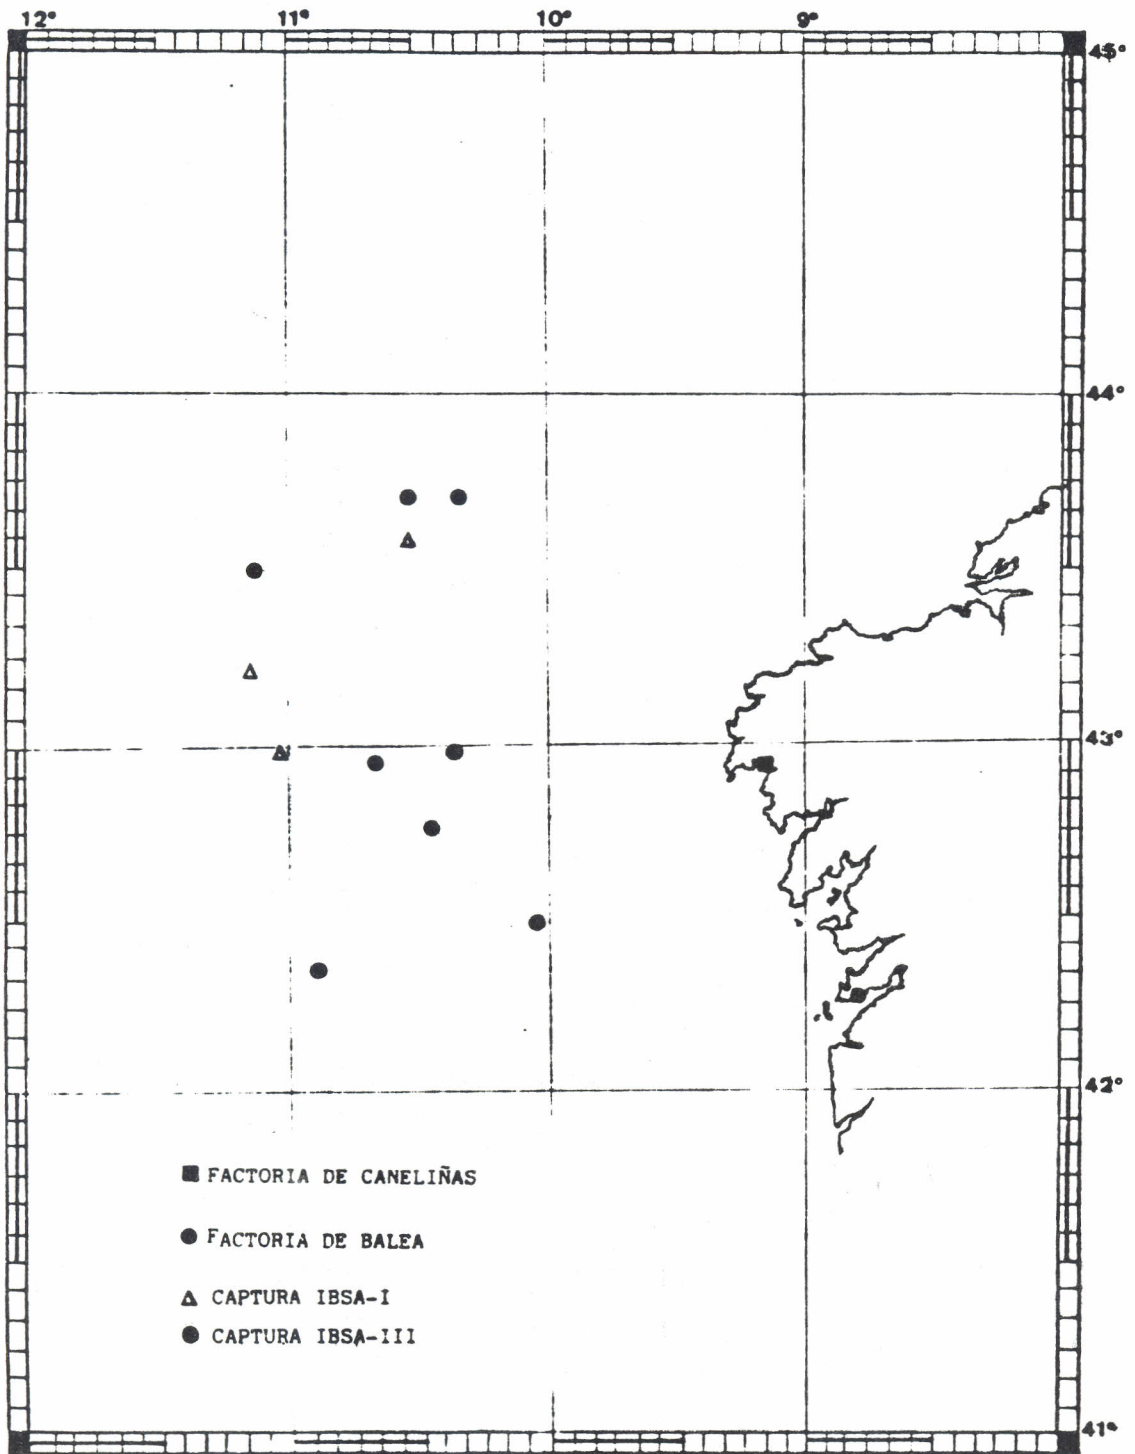 12° 11° 10° 9°
45°
44°
43°
42°
FACTORIA DE CANELIÑAS
FACTORIA DE BALEA
CAPTURA IBSA-I
CAPTURA IBSA-III
41°